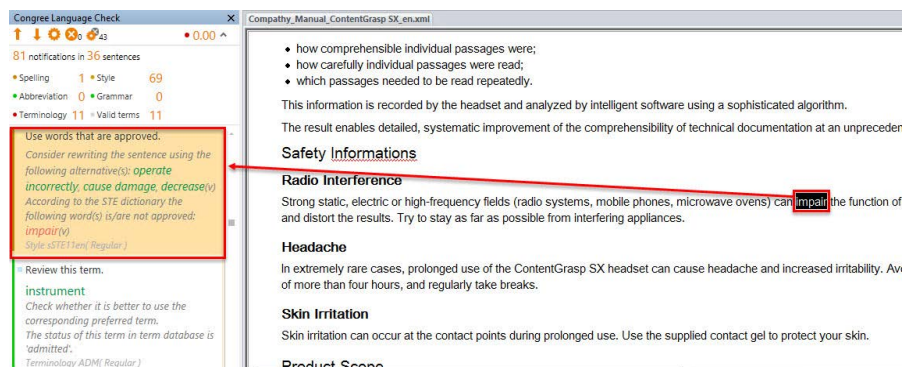 Congree Language Check
0 43 0.00
81 notifications in 36 sentences
Spelling 1 Style 69
Abbreviation 0 Grammar 0
Terminology 11 Valid terms 11
Use words that are approved.
Consider rewriting the sentence using the
following alternative(s): operate
incorrectly, cause damage, decrease(v)
According to the STE dictionary the
following word(s) is/are not approved:
impair(v)
Style sSTE11en( Regular )
Review this term.
instrument
Check whether it is better to use the
corresponding preferred term.
The status of this term in term database is
'admitted'.
Terminology ADM( Regular )
Compathy_Manual_ContentGrasp SX_en.xml
• how comprehensible individual passages were;
• how carefully individual passages were read;
• which passages needed to be read repeatedly.
This information is recorded by the headset and analyzed by intelligent software using a sophisticated algorithm.
The result enables detailed, systematic improvement of the comprehensibility of technical documentation at an unpreceden
Safety Informations
Radio Interference
Strong static, electric or high-frequency fields (radio systems, mobile phones, microwave ovens) can impair the function of
and distort the results. Try to stay as far as possible from interfering appliances.
Headache
In extremely rare cases, prolonged use of the ContentGrasp SX headset can cause headache and increased irritability. Av
of more than four hours, and regularly take breaks.
Skin Irritation
Skin irritation can occur at the contact points during prolonged use. Use the supplied contact gel to protect your skin.
Product Scope